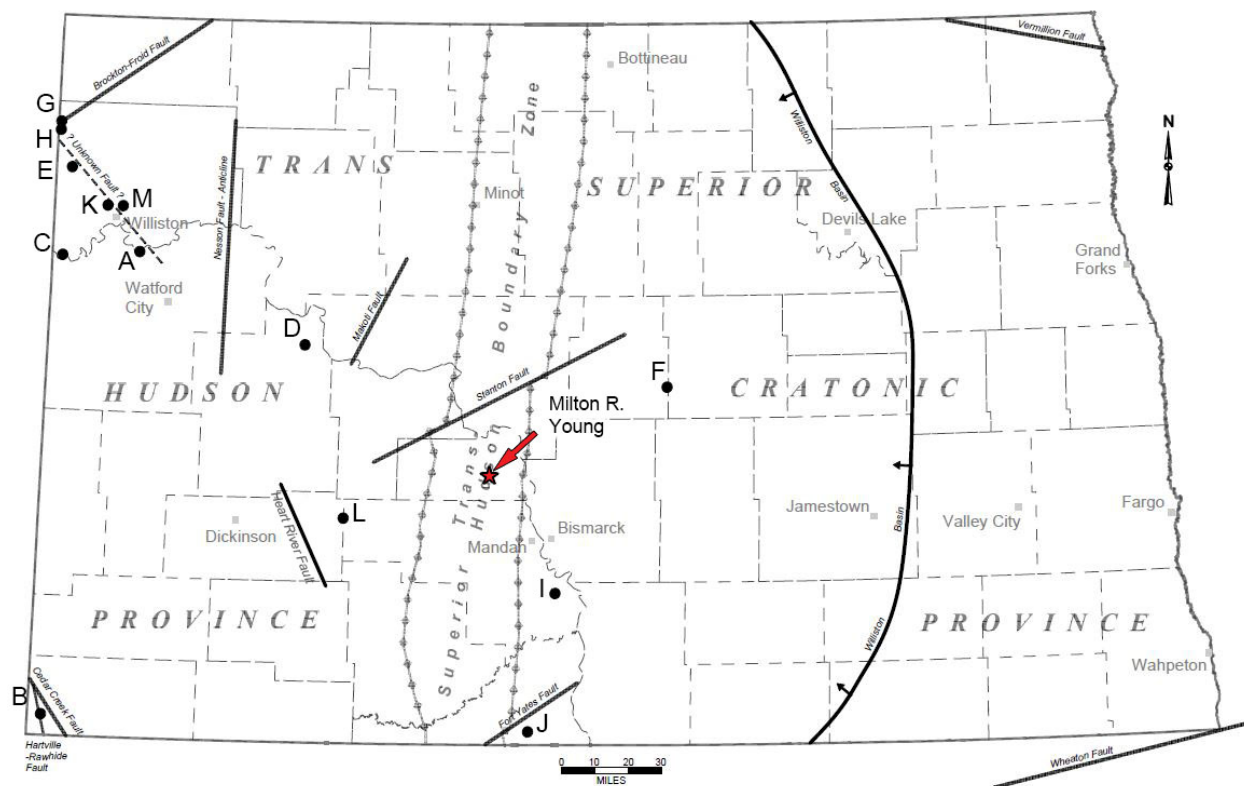 Brockton-Froid Fault
Vermillion Fault
Bottineau
G
H
? Unknown Fault ?
E
K
M
Williston
C
A
Watford
City
Nesson Fault - Anticline
TRANS
Minot
Superior Boundary Zone
SUPERIOR
Williston
Basin
Devils Lake
N
Grand
Forks
D
Makoti Fault
Stanton Fault
F
HUDSON
CRATONIC
Milton R.
Young
Superior Trans
Hudson
L
Heart River Fault
Dickinson
Mandan
Bismarck
Jamestown
Basin
Valley City
Fargo
I
PROVINCE
Williston
PROVINCE
Wahpeton
B
Cedar Creek Fault
Hartville
-Rawhide
Fault
Fort Yates Fault
J
0 10 20 30
MILES
Wheaton Fault